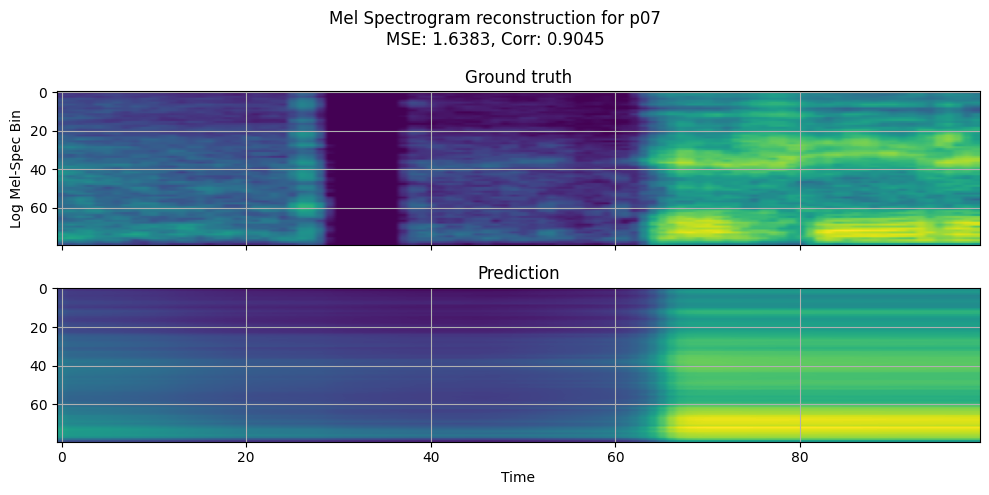 Mel Spectrogram reconstruction for p07
MSE: 1.6383, Corr: 0.9045
Ground truth
0
20
40
60
Log Mel-Spec Bin
Prediction
0
20
40
60
0 20 40 60 80
Time